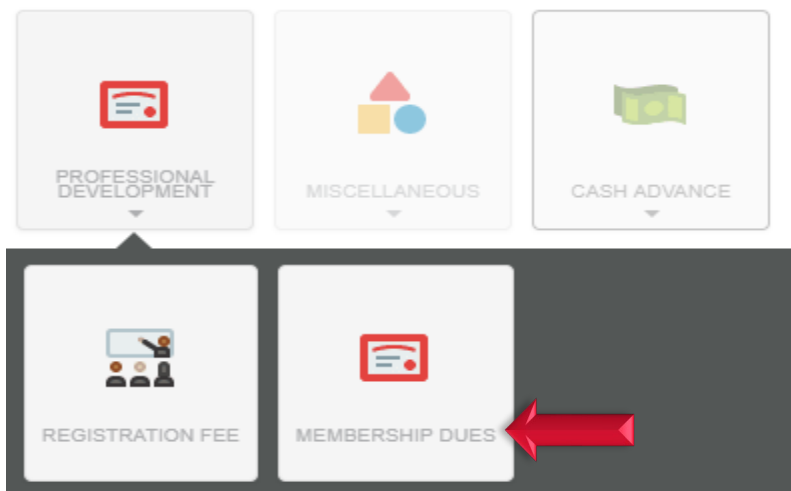 PROFESSIONAL
DEVELOPMENT
MISCELLANEOUS
CASH ADVANCE
REGISTRATION FEE
MEMBERSHIP DUES